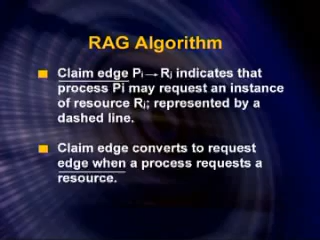 RAG Algorithm
Claim edge Pi → Rj indicates that
process Pi may request an instance
of resource Rj; represented by a
dashed line.
Claim edge converts to request
edge when a process requests a
resource.